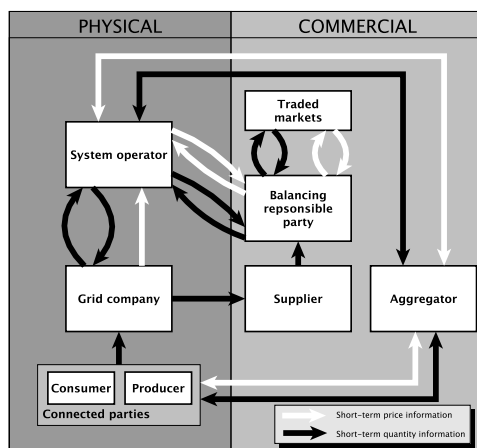 PHYSICAL
COMMERCIAL
Traded
markets
System operator
Balancing
repsonsible
party
Grid company
Supplier
Aggregator
Consumer
Producer
Connected parties
Short-term price information
Short-term quantity information